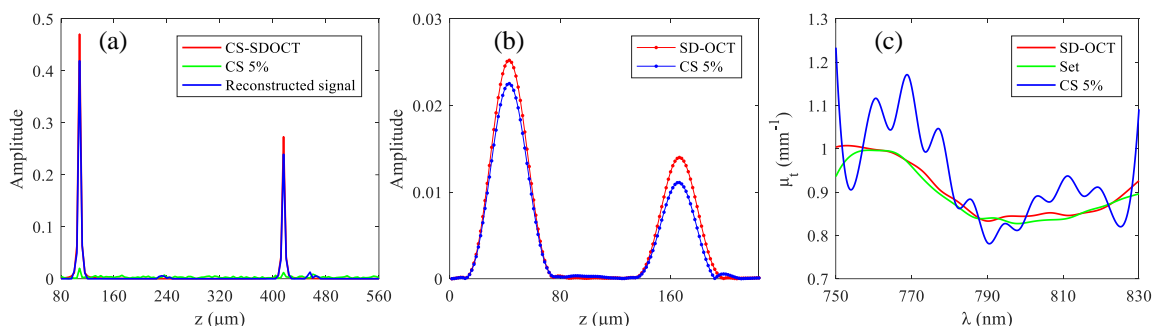 (a)
CS-SDOCT
CS 5%
Reconstructed signal
Amplitude
0.5
0.4
0.3
0.2
0.1
0
80 160 240 320 400 480 560
z (μm)
(b)
SD-OCT
CS 5%
Amplitude
0.03
0.02
0.01
0
0 80 160
z (μm)
(c)
SD-OCT
Set
CS 5%
μt (mm-1)
1.3
1.2
1.1
1
0.9
0.8
0.7
750 770 790 810 830
λ (nm)